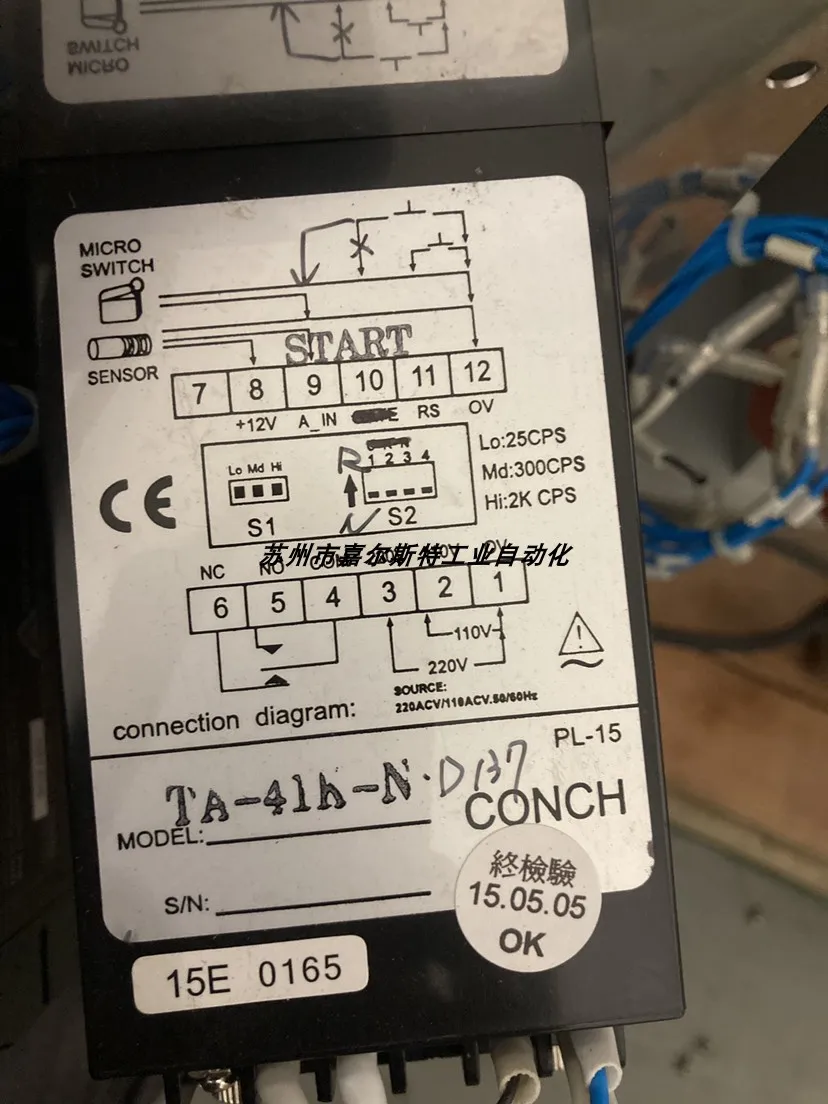 MICRO
SWITCH
MICRO
SWITCH
SENSOR
START
7 8 9 10 11 12
+12V A_IN RS OV
Lo Md Hi
S1
R
1 2 3 4
N
S2
Lo:25CPS
Md:300CPS
Hi:2K CPS
CE
苏州市嘉尔斯特工业自动化
NC NO COM 0V
6 5 4 3 2 1
110V
220V
SOURCE:
220ACV/110ACV.50/60Hz
connection diagram:
PL-15
TA-41h-N·D137
MODEL:
CONCH
S/N:
終檢驗
15.05.05
OK
15E 0165